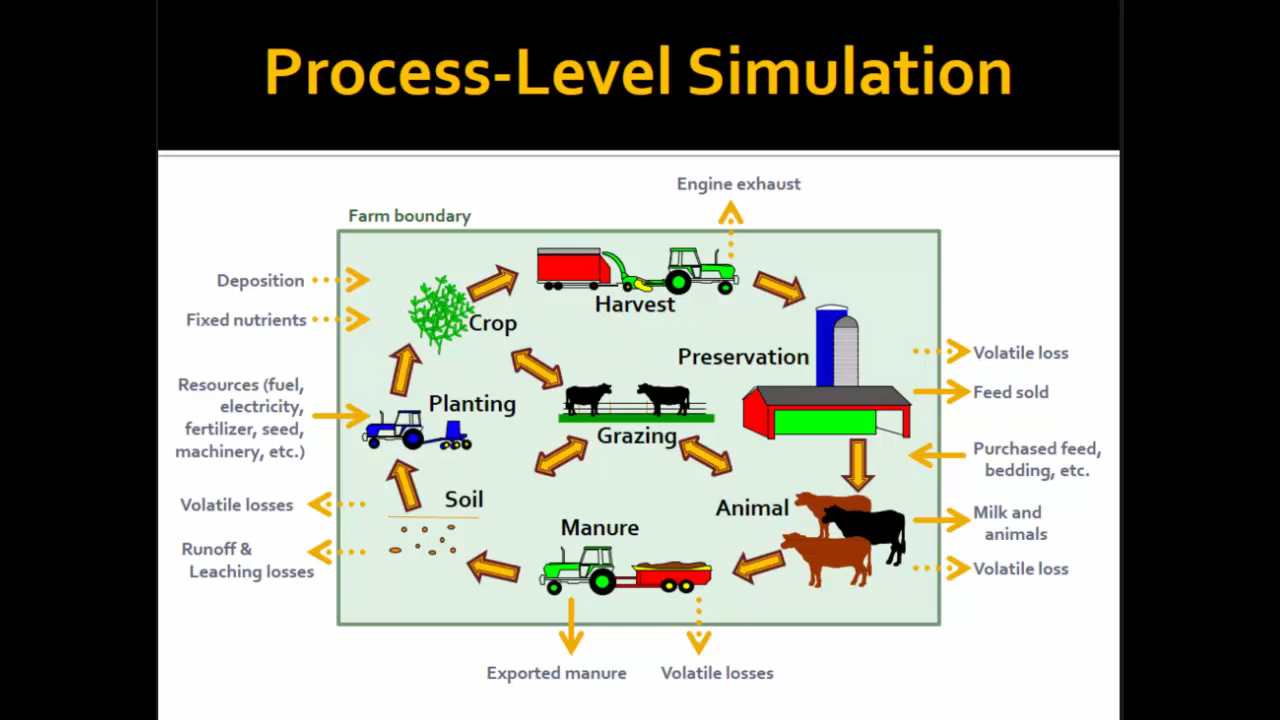 Process-Level Simulation
Engine exhaust
Farm boundary
Deposition
Fixed nutrients
Harvest
Crop
Preservation
Volatile loss
Feed sold
Resources (fuel,
electricity,
fertilizer, seed,
machinery, etc.)
Planting
Grazing
Purchased feed,
bedding, etc.
Volatile losses
Soil
Animal
Milk and
animals
Runoff &
Leaching losses
Manure
Volatile loss
Exported manure
Volatile losses